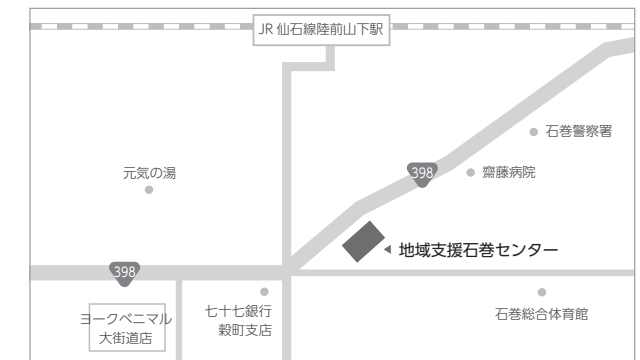 JR 仙石線陸前山下駅
石巻警察署
元気の湯
398
齋藤病院
地域支援石巻センター
398
ヨークベニマル
大街道店
七十七銀行
穀町支店
石巻総合体育館